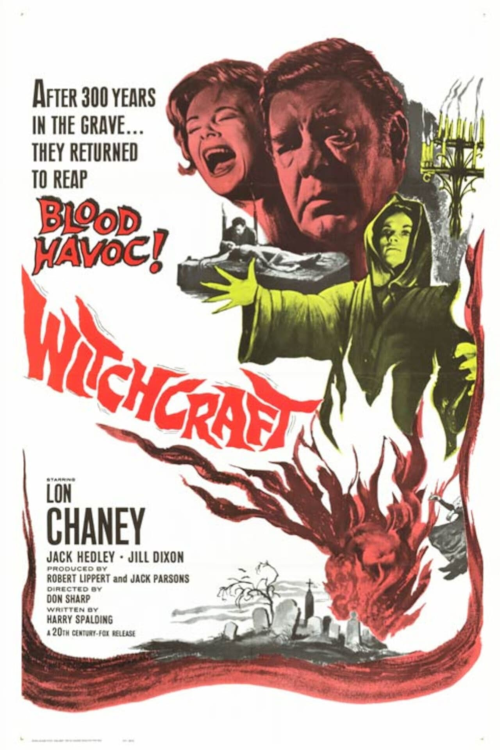 AFTER 300 YEARS
IN THE GRAVE...
THEY RETURNED
TO REAP
BLOOD
HAVOC!
WITCHCRAFT
STARRING
LON
CHANEY
JACK HEDLEY • JILL DIXON
PRODUCED BY
ROBERT LIPPERT and JACK PARSONS
DIRECTED BY
DON SHARP
WRITTEN BY
HARRY SPALDING
A 20TH CENTURY-FOX RELEASE